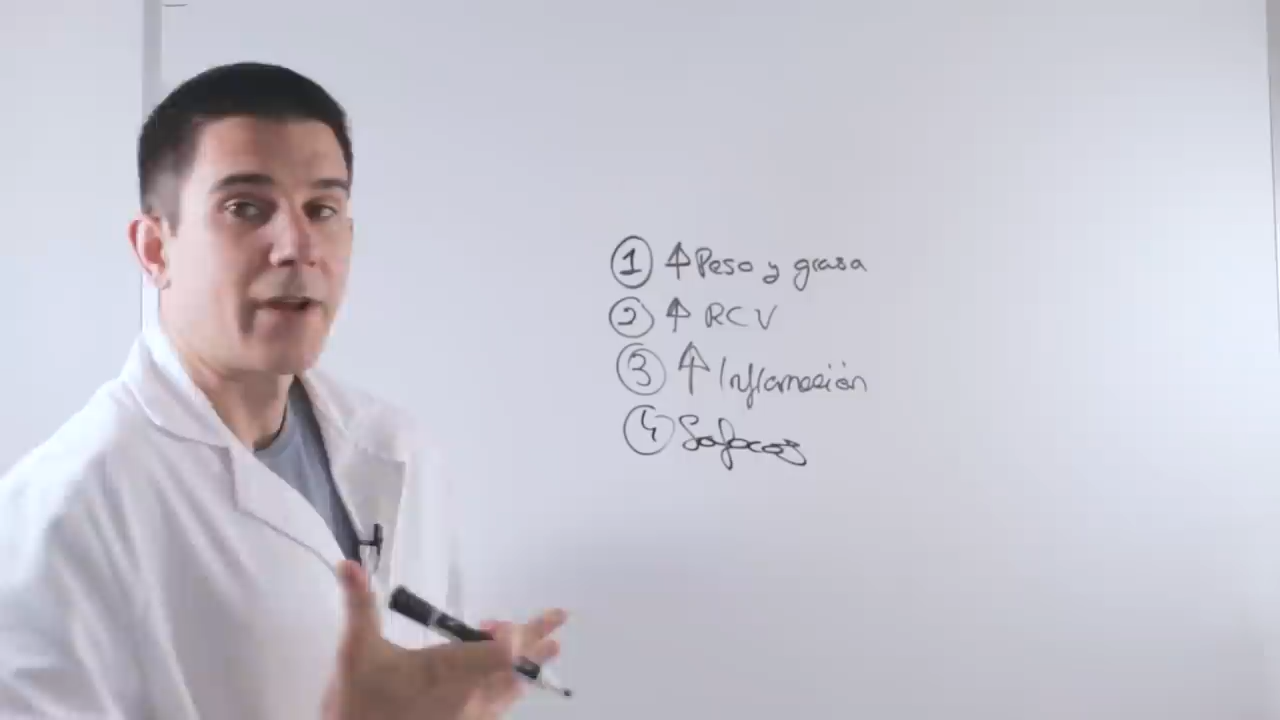 ① ↑ Peso y grasa
② ↑ RCV
③ ↑ Inflamación
④ Sofocos